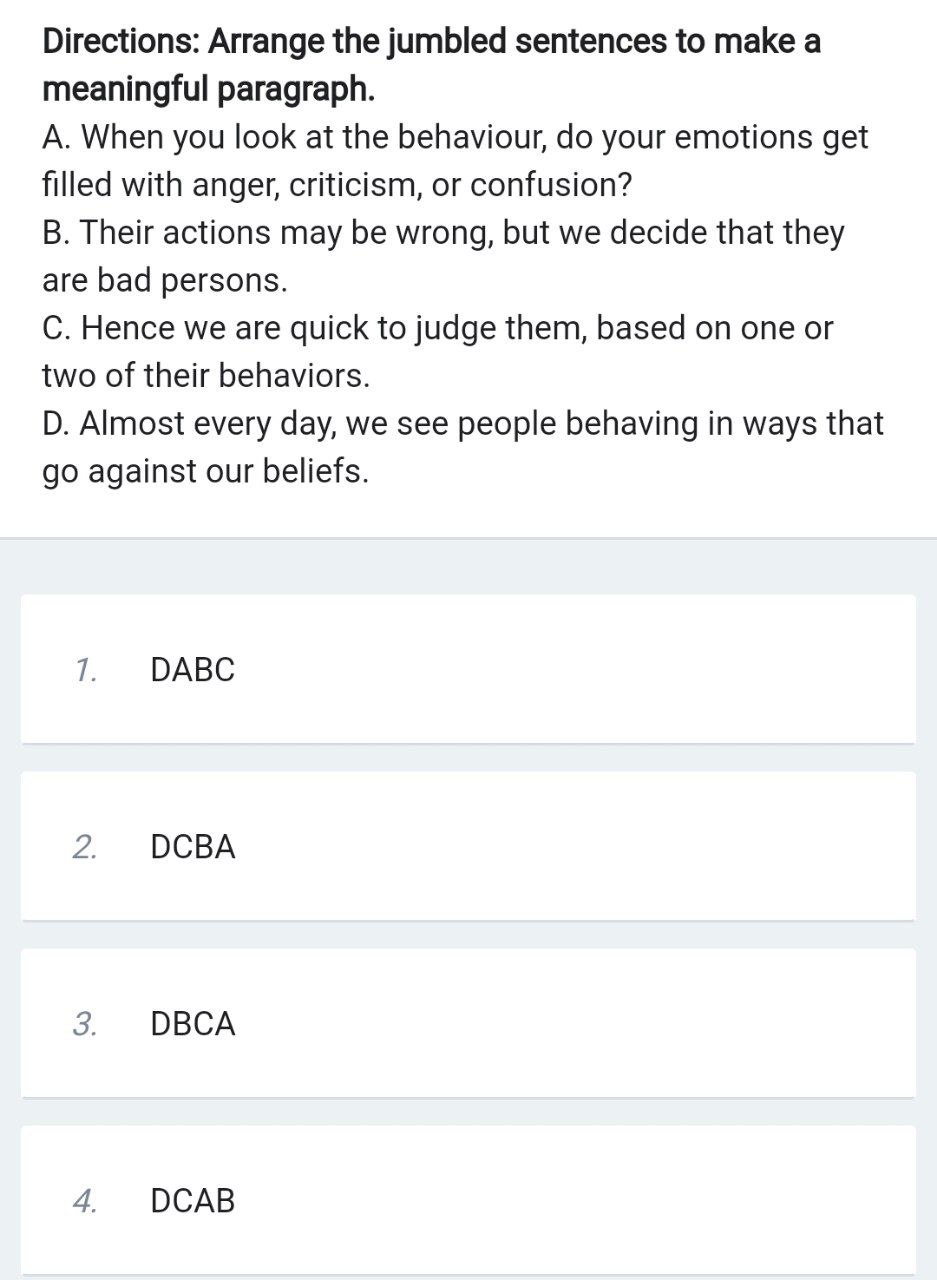 Directions: Arrange the jumbled sentences to make a
meaningful paragraph.
A. When you look at the behaviour, do your emotions get
filled with anger, criticism, or confusion?
B. Their actions may be wrong, but we decide that they
are bad persons.
C. Hence we are quick to judge them, based on one or
two of their behaviors.
D. Almost every day, we see people behaving in ways that
go against our beliefs.
1. DABC
2. DCBA
3. DBCA
4. DCAB